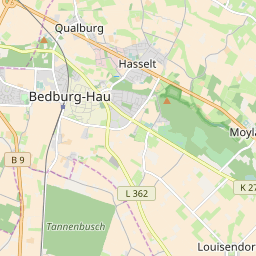 Qualburg
Hasselt
Bedburg-Hau
Moyla
B 9
L 362
K 27
Tannenbusch
Louisendor